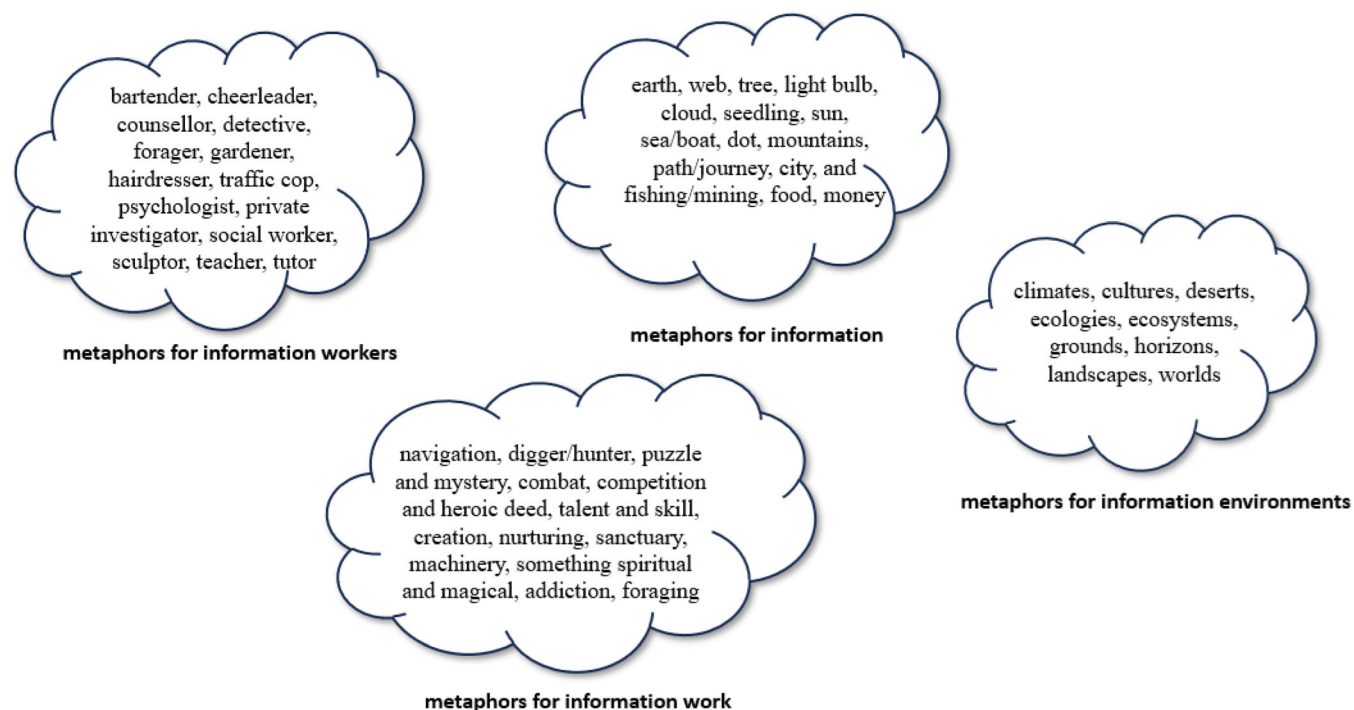 bartender, cheerleader,
counsellor, detective,
forager, gardener,
hairdresser, traffic cop,
psychologist, private
investigator, social worker,
sculptor, teacher, tutor
metaphors for information workers
earth, web, tree, light bulb,
cloud, seedling, sun,
sea/boat, dot, mountains,
path/journey, city, and
fishing/mining, food, money
metaphors for information
climates, cultures, deserts,
ecologies, ecosystems,
grounds, horizons,
landscapes, worlds
metaphors for information environments
navigation, digger/hunter, puzzle
and mystery, combat, competition
and heroic deed, talent and skill,
creation, nurturing, sanctuary,
machinery, something spiritual
and magical, addiction, foraging
metaphors for information work